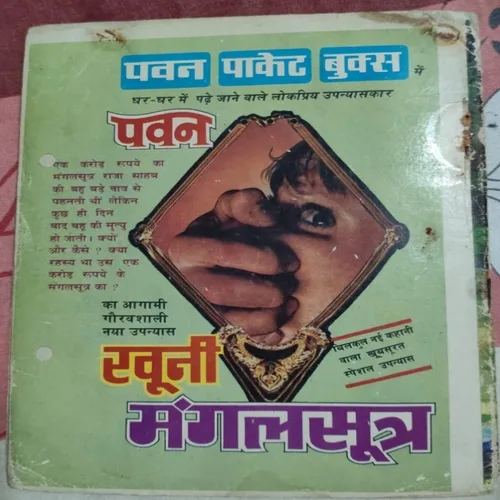 पवन पाकेट बुक्स में
घर-घर में पढ़े जाने वाले लोकप्रिय उपन्यासकार
पवन
एक करोड़ रूपये का
मंगलसूत्र राजा साहब
की बहू बड़े चाव से
पहनती थीं लेकिन
कुछ ही दिन
बाद बहू की मृत्यु
हो जाती। क्यों
और कैसे ? क्या
रहस्य था उस एक
करोड़ रूपये के
मंगलसूत्र का ?
का आगामी
गौरवशाली
नया उपन्यास
बिलकुल नई कहानी
वाला खूबसूरत
स्पेशल उपन्यास
खूनी
मंगलसूत्र